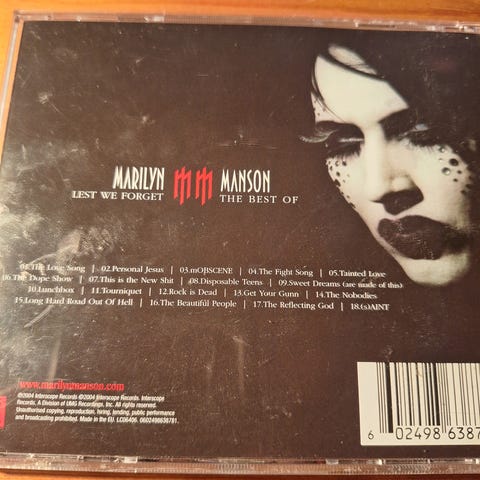 MARILYN MANSON
LEST WE FORGET THE BEST OF
01.The Love Song | 02.Personal Jesus | 03.mOBSCENE | 04.The Fight Song | 05.Tainted Love
06.The Dope Show | 07.This is the New Shit | 08.Disposable Teens | 09.Sweet Dreams (are made of this)
10.Lunchbox | 11.Tourniquet | 12.Rock is Dead | 13.Get Your Gunn | 14.The Nobodies
15.Long Hard Road Out Of Hell | 16.The Beautiful People | 17.The Reflecting God | 18.(s)AINT
www.marilynmanson.com
℗2004 Interscope Records ©2004 Interscope Records. Interscope
Records, A Division of UMG Recordings, Inc. All rights reserved.
Unauthorised copying, reproduction, hiring, lending, public performance
and broadcasting prohibited. Made in the EU. LC06406. 0602498638781.
6 02498 6387